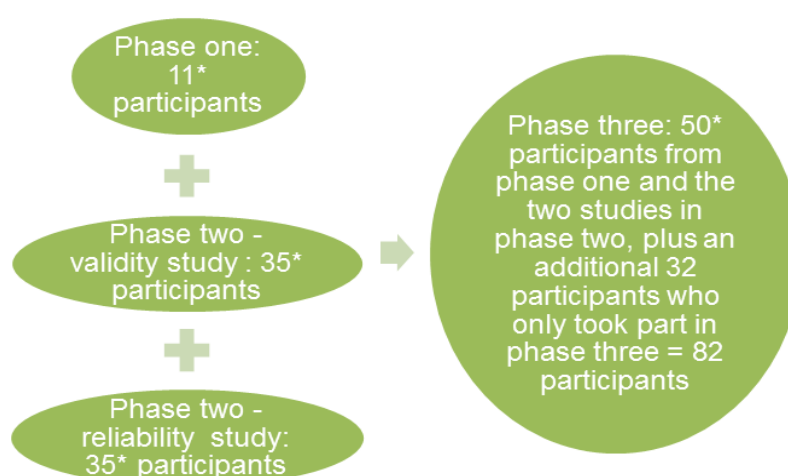 Phase one:
11*
participants
Phase two -
validity study : 35*
participants
Phase two -
reliability study:
35* participants
Phase three: 50*
participants from
phase one and the
two studies in
phase two, plus an
additional 32
participants who
only took part in
phase three = 82
participants